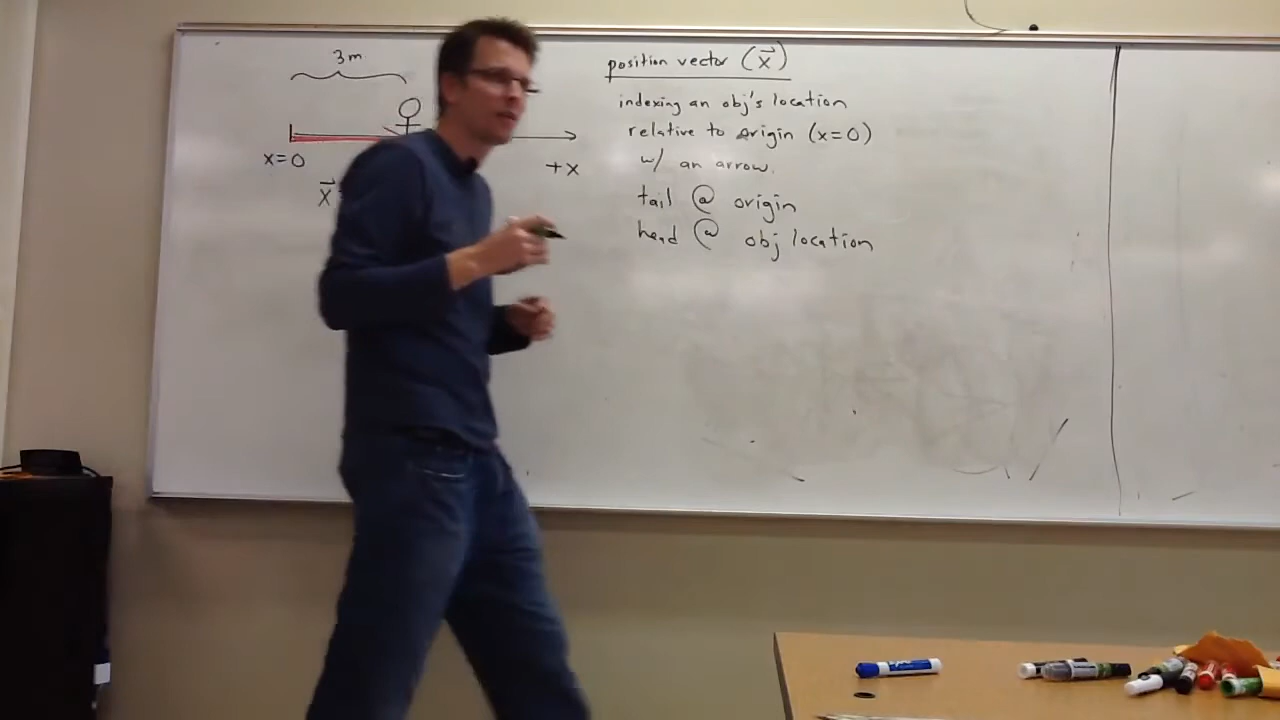 3m
x=0
+x
x⃗
position vector (x⃗)
indexing an obj's location
relative to origin (x=0)
w/ an arrow.
tail @ origin
head @ obj location